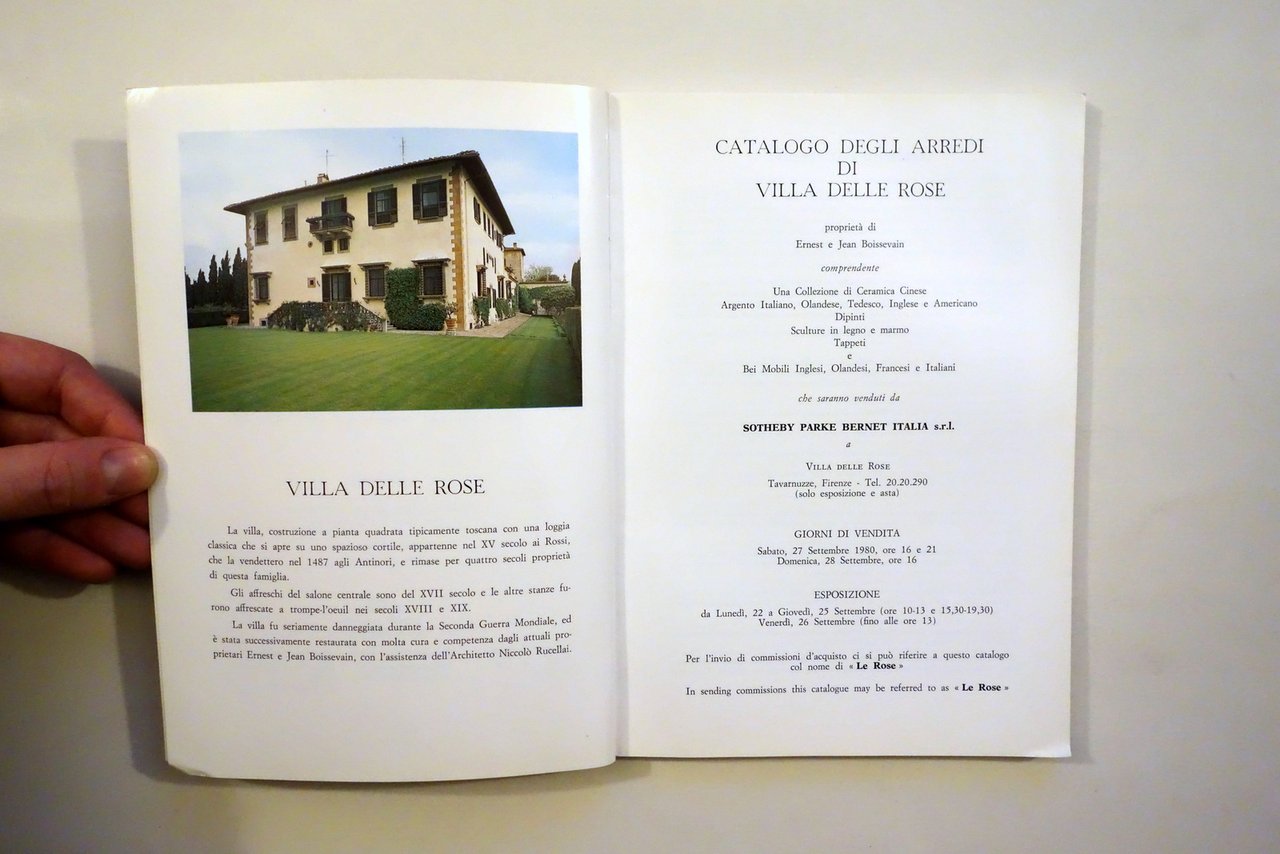 VILLA DELLE ROSE
La villa, costruzione a pianta quadrata tipicamente toscana con una loggia
classica che si apre su uno spazioso cortile, appartenne nel XV secolo ai Rossi,
che la vendettero nel 1487 agli Antinori, e rimase per quattro secoli proprietà
di questa famiglia.
Gli affreschi del salone centrale sono del XVII secolo e le altre stanze fu-
rono affrescate a trompe-l'oeuil nei secoli XVIII e XIX.
La villa fu seriamente danneggiata durante la Seconda Guerra Mondiale, ed
è stata successivamente restaurata con molta cura e competenza dagli attuali pro-
prietari Ernest e Jean Boissevain, con l'assistenza dell'Architetto Niccolò Rucellai.
CATALOGO DEGLI ARREDI
DI
VILLA DELLE ROSE
proprietà di
Ernest e Jean Boissevain
comprendente
Una Collezione di Ceramica Cinese
Argento Italiano, Olandese, Tedesco, Inglese e Americano
Dipinti
Sculture in legno e marmo
Tappeti
e
Bei Mobili Inglesi, Olandesi, Francesi e Italiani
che saranno venduti da
SOTHEBY PARKE BERNET ITALIA s.r.l.
a
VILLA DELLE ROSE
Tavarnuzze, Firenze - Tel. 20.20.290
(solo esposizione e asta)
GIORNI DI VENDITA
Sabato, 27 Settembre 1980, ore 16 e 21
Domenica, 28 Settembre, ore 16
ESPOSIZIONE
da Lunedì, 22 a Giovedì, 25 Settembre (ore 10-13 e 15,30-19,30)
Venerdì, 26 Settembre (fino alle ore 13)
Per l'invio di commissioni d'acquisto ci si può riferire a questo catalogo
col nome di « Le Rose »
In sending commissions this catalogue may be referred to as « Le Rose »